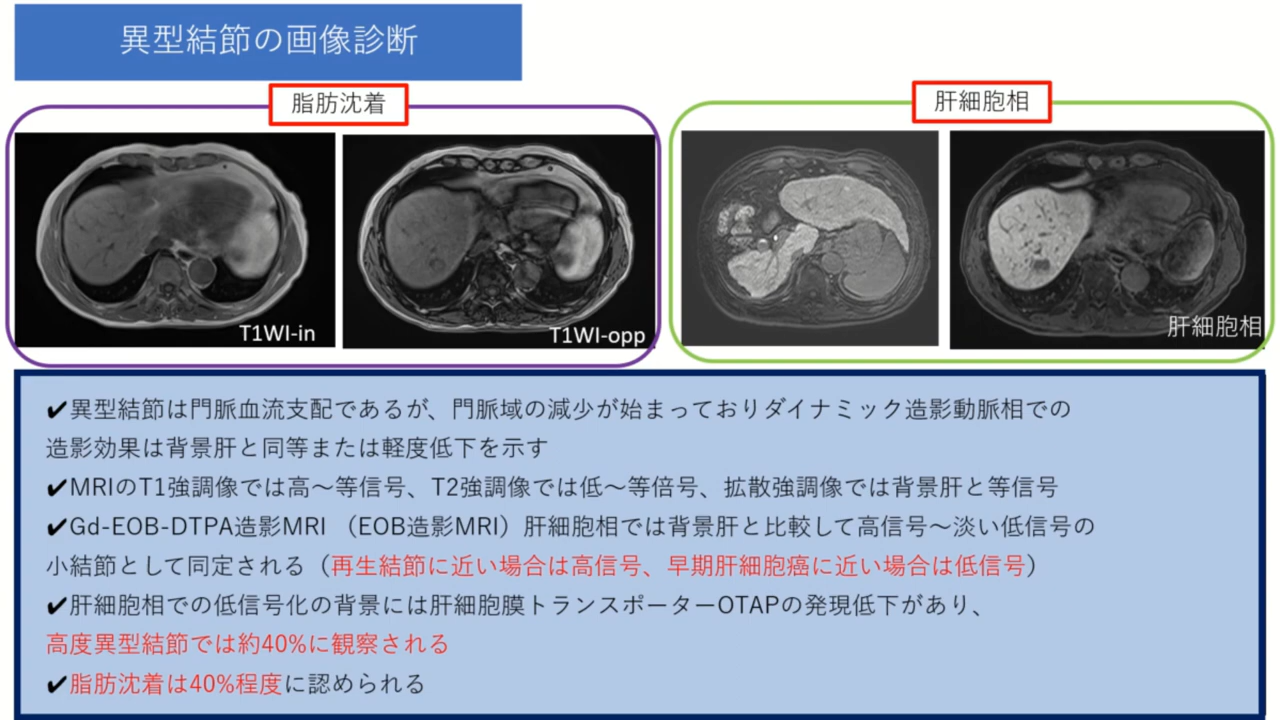 異型結節の画像診断
脂肪沈着
肝細胞相
T1WI-in
T1WI-opp
肝細胞相
✔異型結節は門脈血流支配であるが、門脈域の減少が始まっておりダイナミック造影動脈相での
造影効果は背景肝と同等または軽度低下を示す
✔MRIのT1強調像では高～等信号、T2強調像では低～等倍号、拡散強調像では背景肝と等信号
✔Gd-EOB-DTPA造影MRI （EOB造影MRI）肝細胞相では背景肝と比較して高信号～淡い低信号の
小結節として同定される（再生結節に近い場合は高信号、早期肝細胞癌に近い場合は低信号）
✔肝細胞相での低信号化の背景には肝細胞膜トランスポーターOTAPの発現低下があり、
高度異型結節では約40%に観察される
✔脂肪沈着は40%程度に認められる